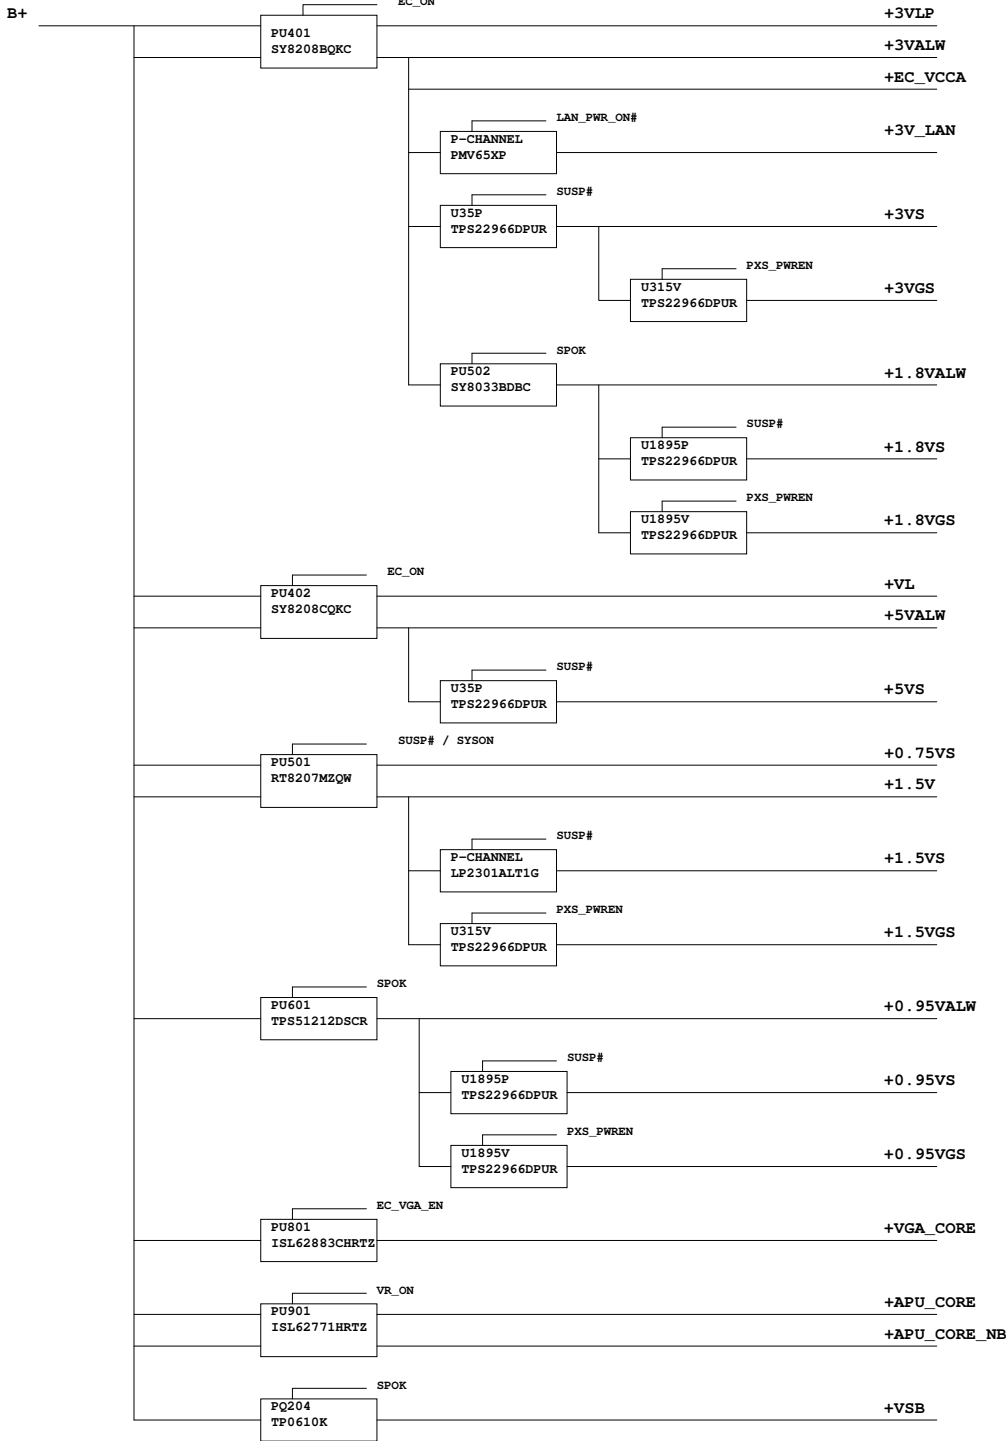 EC_ON
B+
+3VLP
PU401
SY8208BQKC
+3VALW
+EC_VCCA
LAN_PWR_ON#
+3V_LAN
P-CHANNEL
PMV65XP
SUSP#
+3VS
U35P
TPS22966DPUR
PXS_PWREN
+3VGS
U315V
TPS22966DPUR
SPOK
+1.8VALW
PU502
SY8033BDBC
SUSP#
+1.8VS
U1895P
TPS22966DPUR
PXS_PWREN
+1.8VGS
U1895V
TPS22966DPUR
EC_ON
+VL
PU402
SY8208CQKC
+5VALW
SUSP#
+5VS
U35P
TPS22966DPUR
SUSP# / SYSON
+0.75VS
PU501
RT8207MZQW
+1.5V
SUSP#
+1.5VS
P-CHANNEL
LP2301ALT1G
PXS_PWREN
+1.5VGS
U315V
TPS22966DPUR
SPOK
+0.95VALW
PU601
TPS51212DSCR
SUSP#
+0.95VS
U1895P
TPS22966DPUR
PXS_PWREN
+0.95VGS
U1895V
TPS22966DPUR
EC_VGA_EN
+VGA_CORE
PU801
ISL62883CHRTZ
VR_ON
+APU_CORE
PU901
ISL62771HRTZ
+APU_CORE_NB
SPOK
+VSB
PQ204
TP0610K